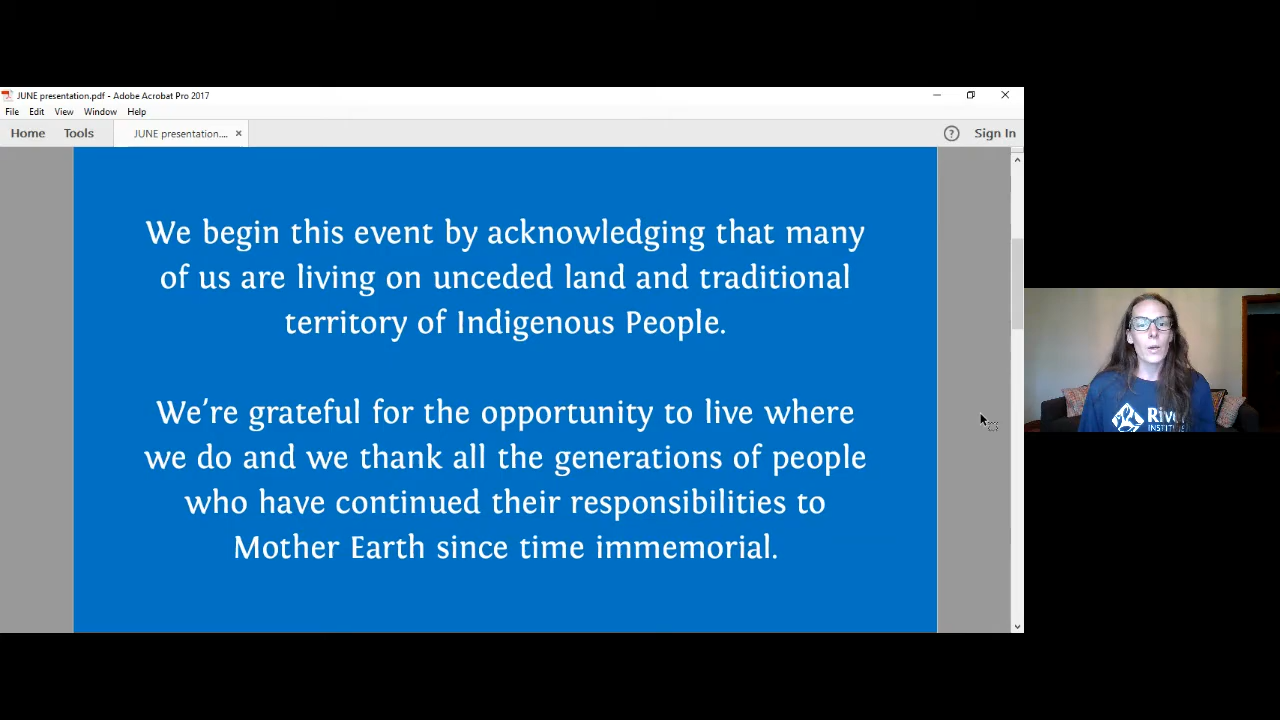 JUNE presentation.pdf - Adobe Acrobat Pro 2017
File Edit View Window Help
Home Tools JUNE presentation.... × ? Sign In
We begin this event by acknowledging that many
of us are living on unceded land and traditional
territory of Indigenous People.
We're grateful for the opportunity to live where
we do and we thank all the generations of people
who have continued their responsibilities to
Mother Earth since time immemorial.
INSTITUTE